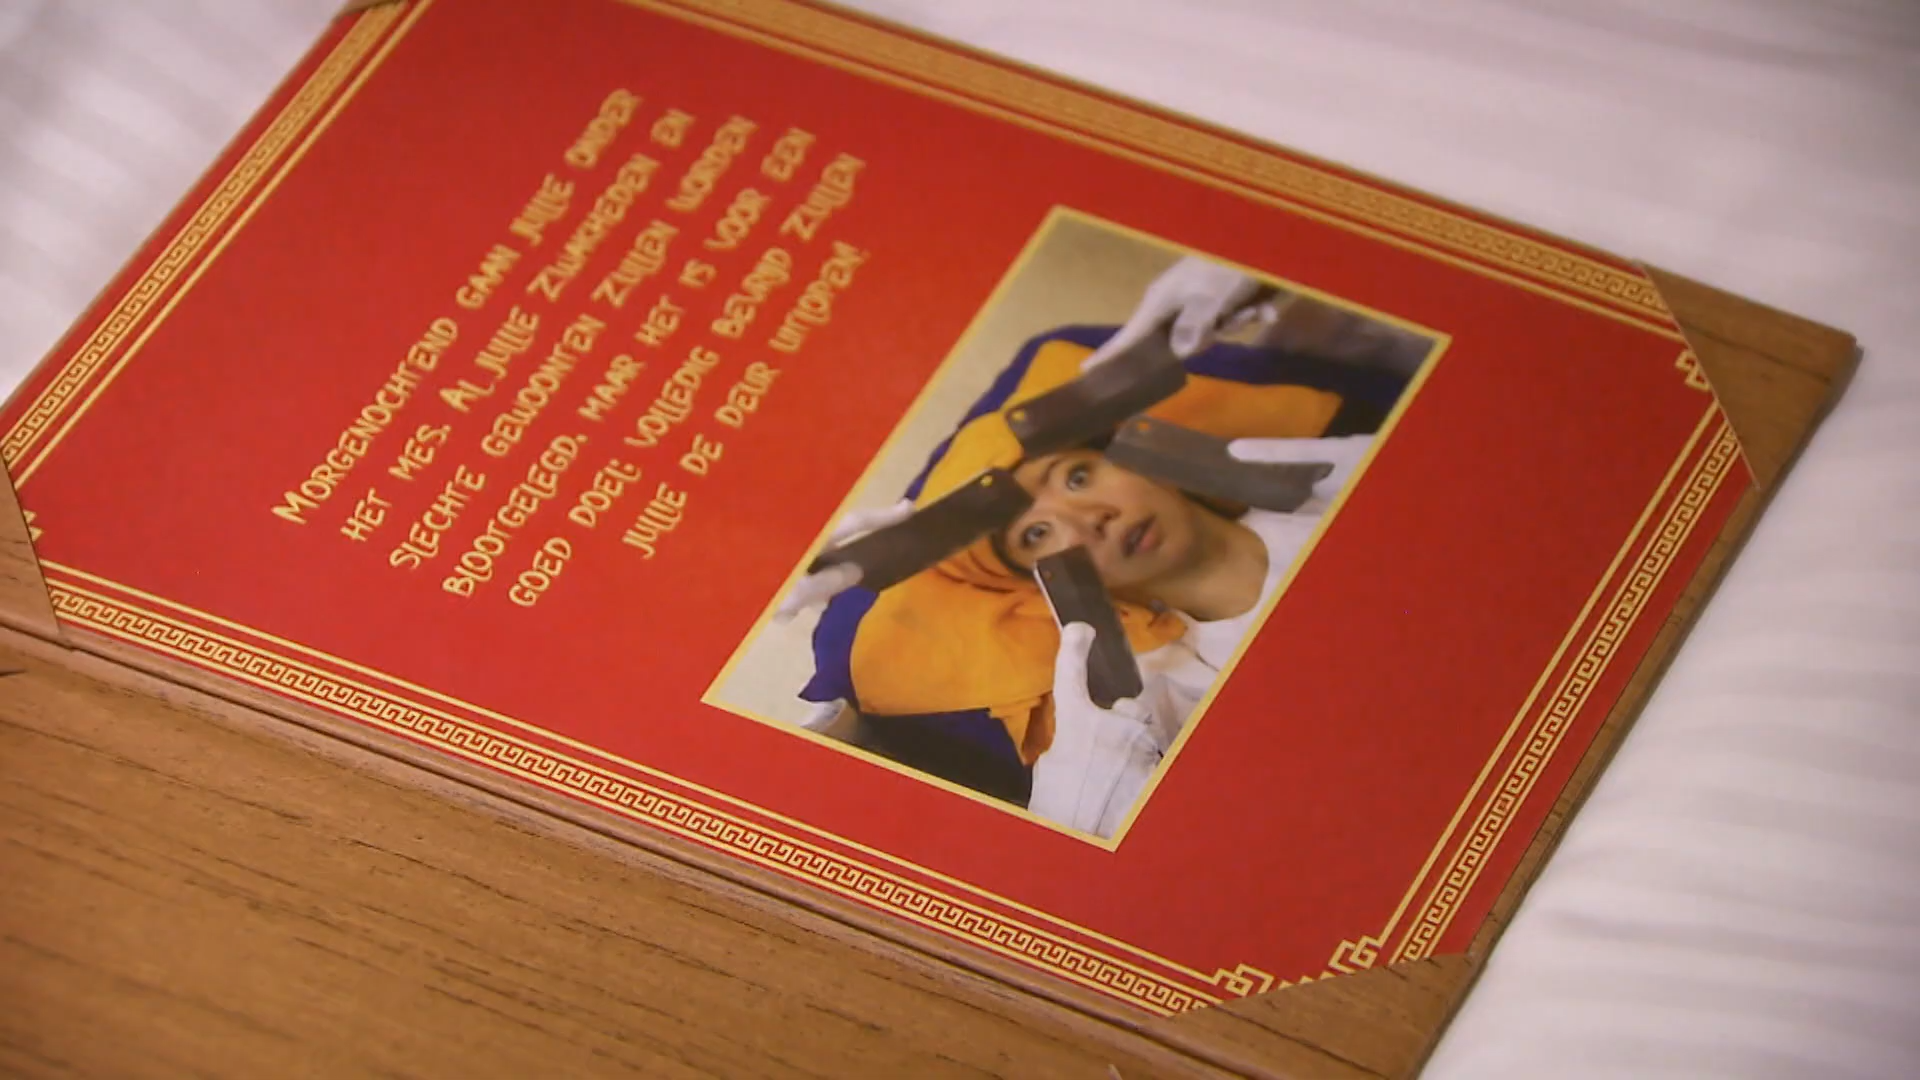 MORGENOCHTEND GAAN JULLIE ONDER
HET MES. AL JULLIE ZWAKHEDEN EN
SLECHTE GEWOONTEN ZULLEN WORDEN
BLOOTGELEGD. MAAR HET IS VOOR EEN
GOED DOEL: VOLLEDIG BEVRIJD ZULLEN
JULLIE DE DEUR UITLOPEN!